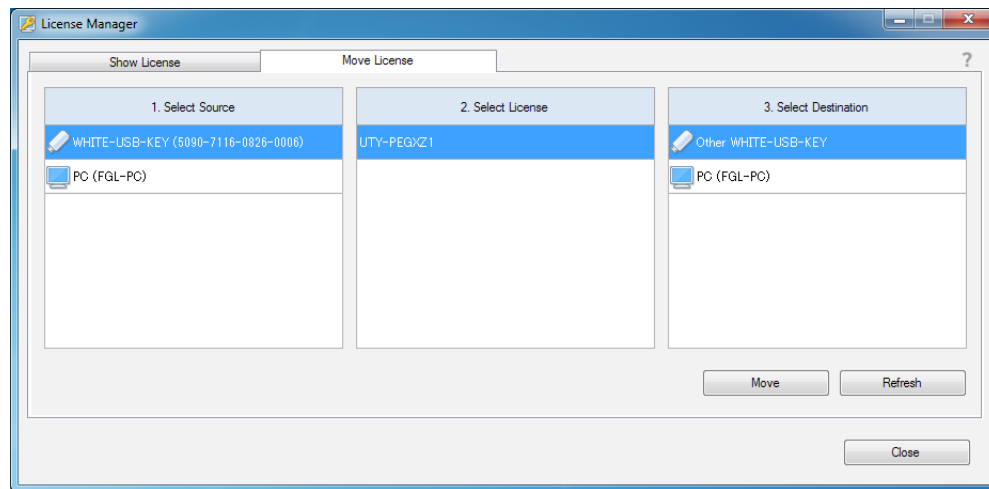 License Manager
Show License
Move License
?
1. Select Source
2. Select License
3. Select Destination
WHITE-USB-KEY (5090-7116-0826-0006)
UTY-PEGXZ1
Other WHITE-USB-KEY
PC (FGL-PC)
PC (FGL-PC)
Move
Refresh
Close